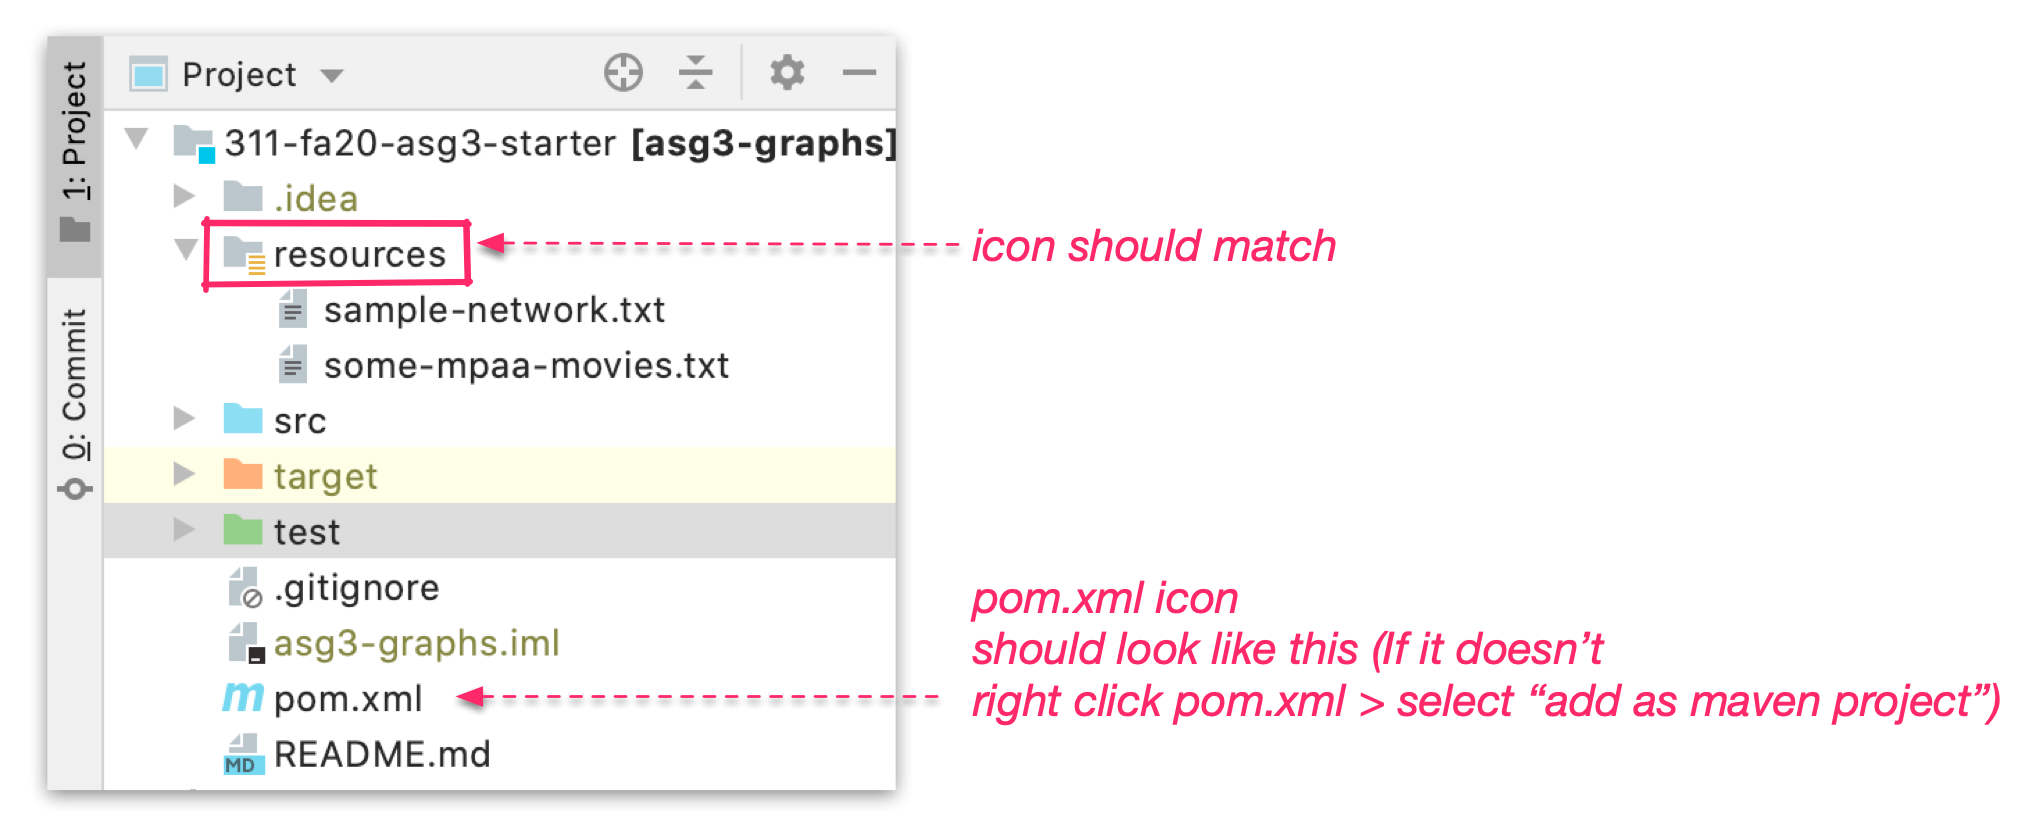 1: Project
0: Commit
Project
311-fa20-asg3-starter [asg3-graphs]
.idea
resources
sample-network.txt
some-mpaa-movies.txt
src
target
test
.gitignore
asg3-graphs.iml
m pom.xml
MD README.md
icon should match
pom.xml icon
should look like this (If it doesn’t
right click pom.xml > select “add as maven project”)